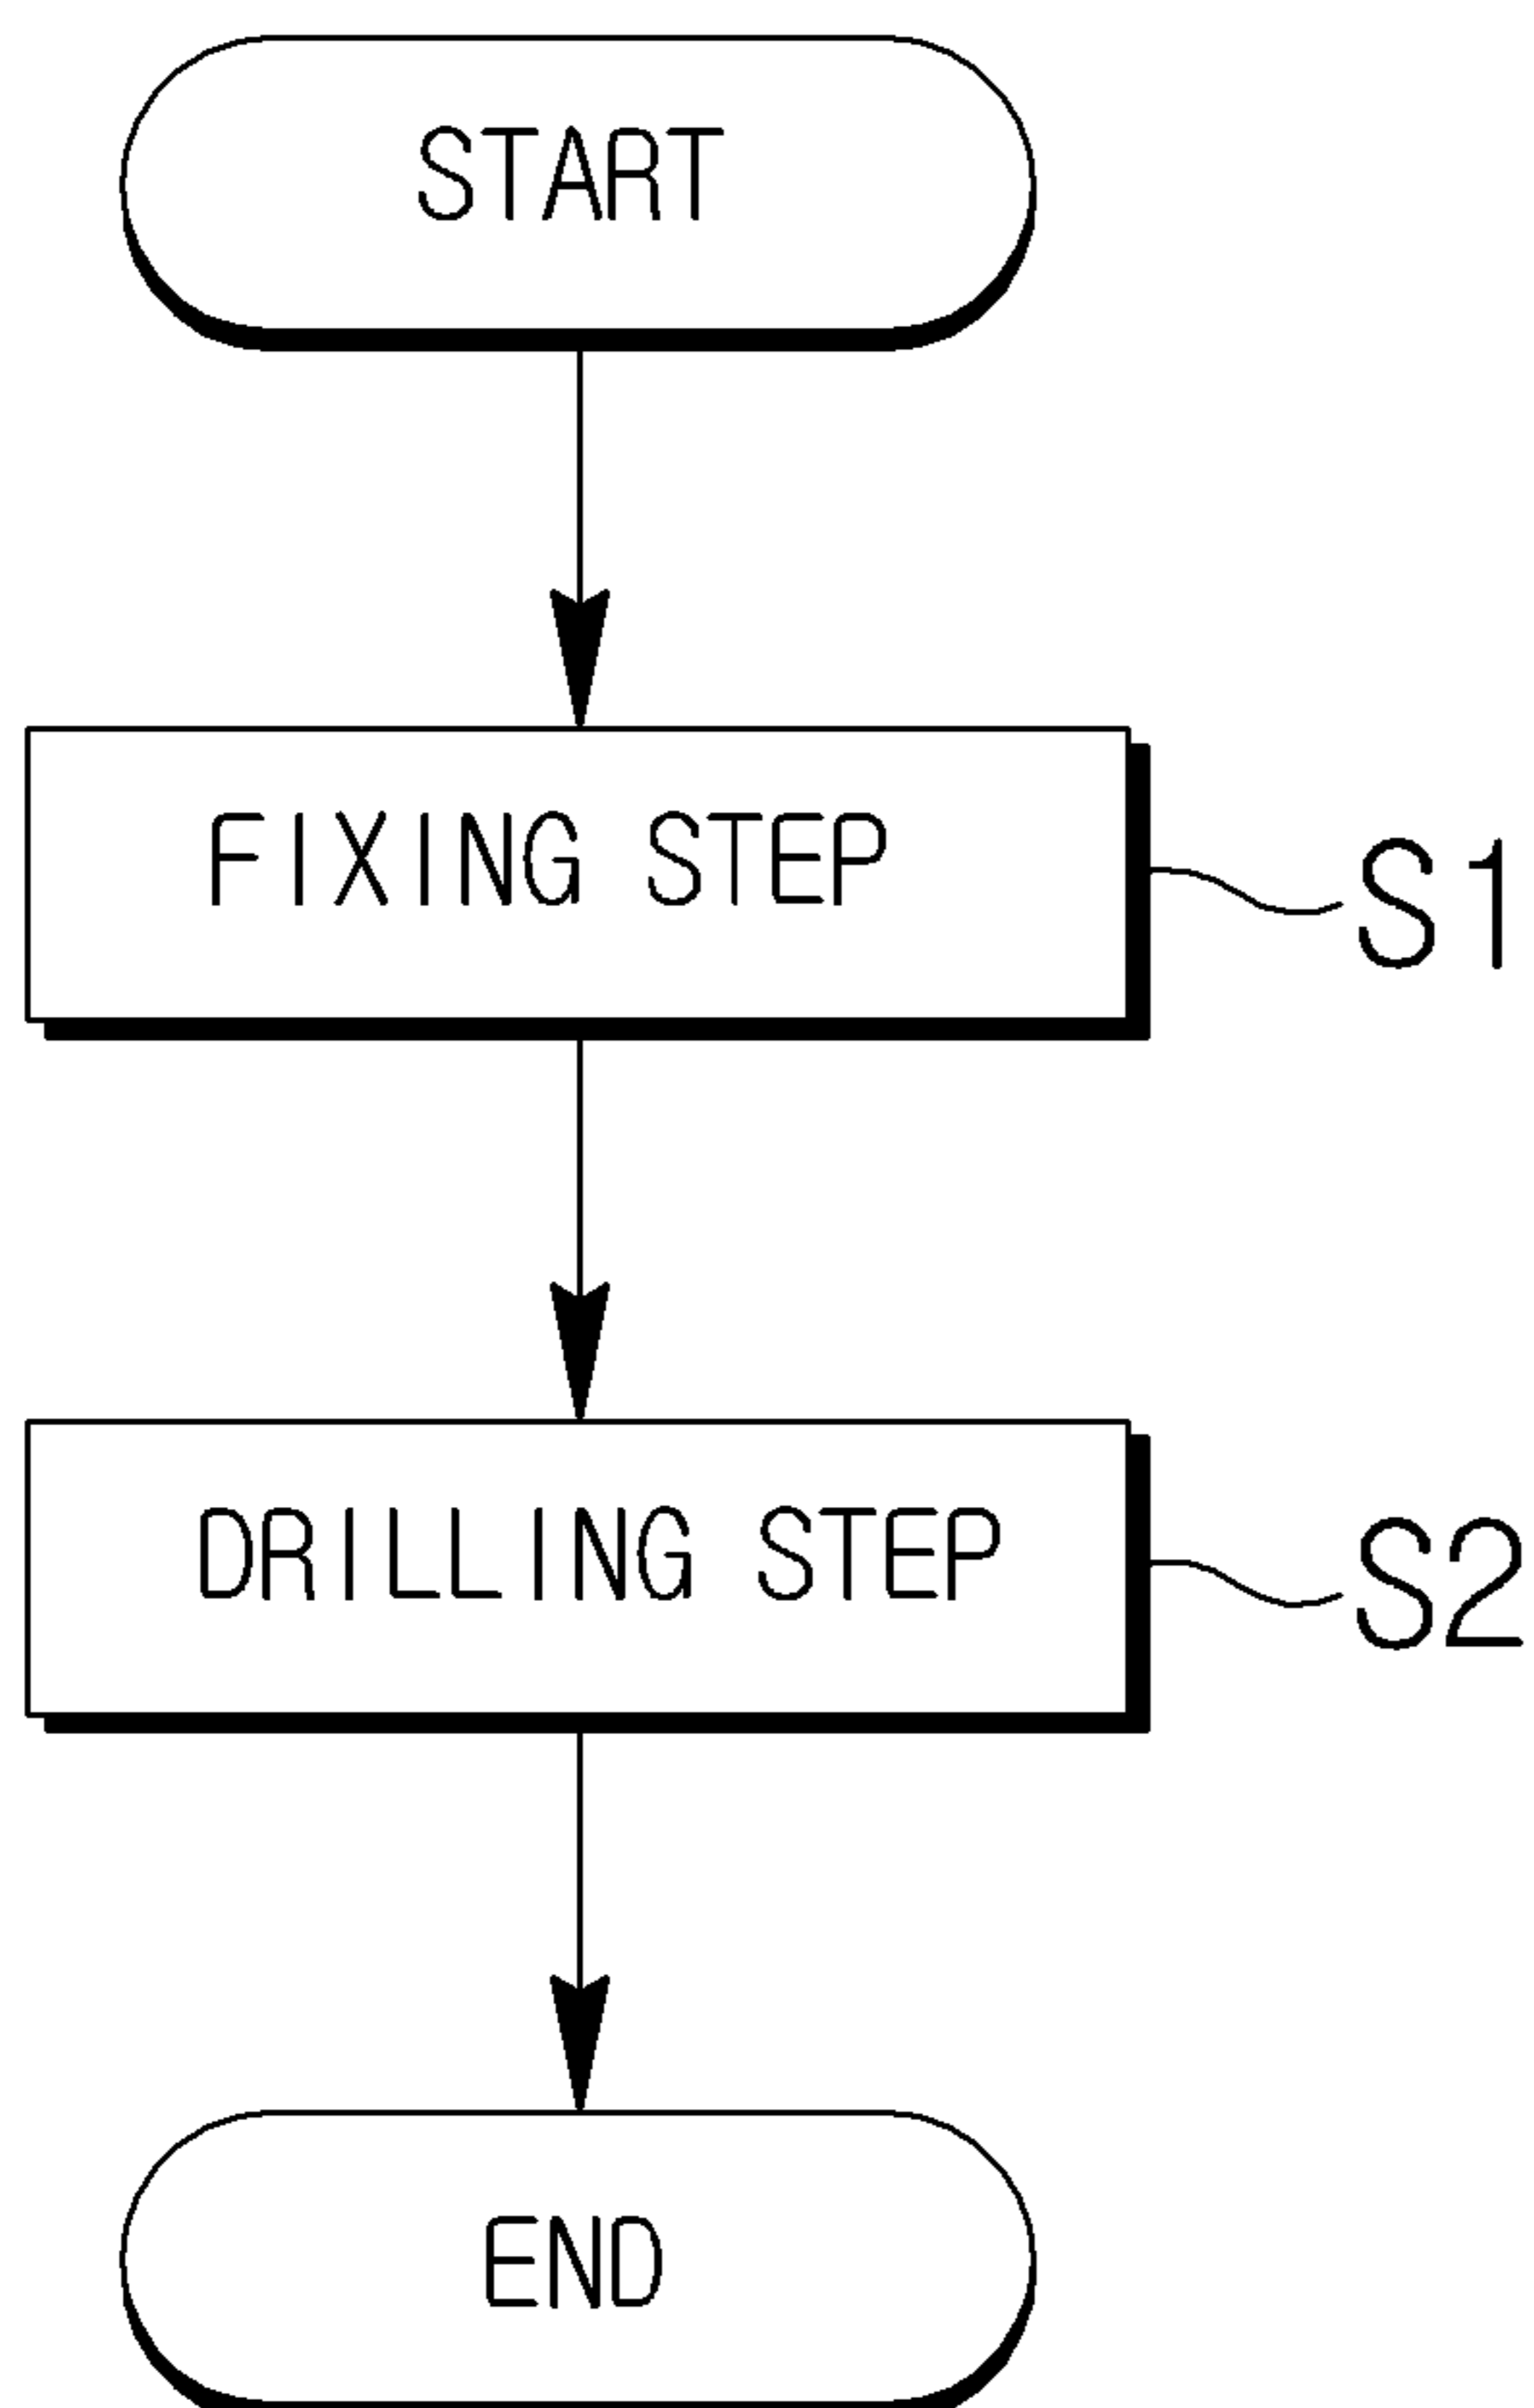 START
FIXING STEP
S1
DRILLING STEP
S2
END